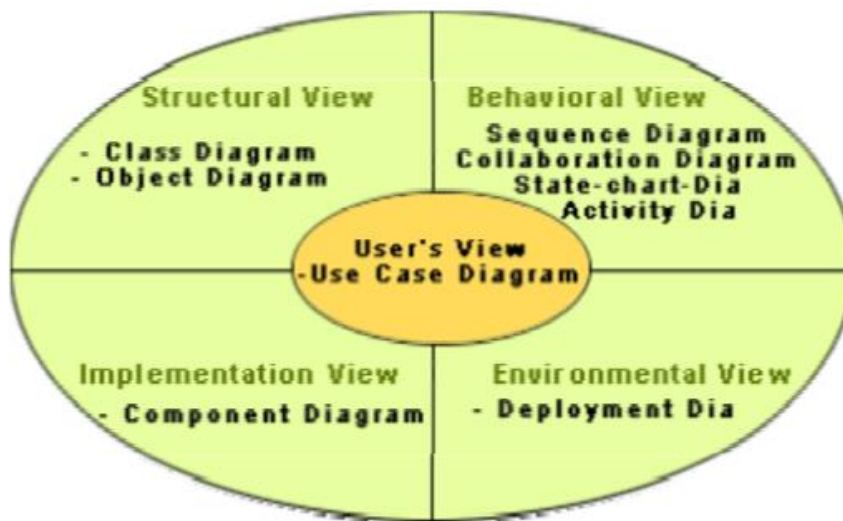 Structural View
- Class Diagram
- Object Diagram
Behavioral View
Sequence Diagram
Collaboration Diagram
State-chart-Dia
Activity Dia
User's View
-Use Case Diagram
Implementation View
- Component Diagram
Environmental View
- Deployment Dia